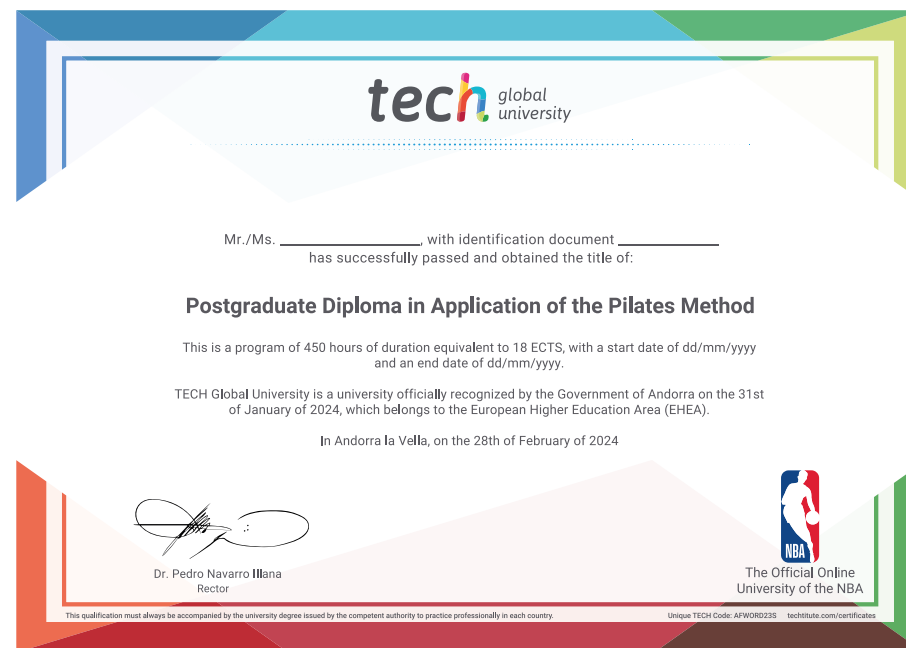 tech global
university
Mr./Ms. ____________, with identification document ____________
has successfully passed and obtained the title of:
Postgraduate Diploma in Application of the Pilates Method
This is a program of 450 hours of duration equivalent to 18 ECTS, with a start date of dd/mm/yyyy
and an end date of dd/mm/yyyy.
TECH Global University is a university officially recognized by the Government of Andorra on the 31st
of January of 2024, which belongs to the European Higher Education Area (EHEA).
In Andorra la Vella, on the 28th of February of 2024
NBA
Dr. Pedro Navarro Illana
Rector
The Official Online
University of the NBA
This qualification must always be accompanied by the university degree issued by the competent authority to practice professionally in each country.
Unique TECH Code: AFWORD23S techtitute.com/certificates